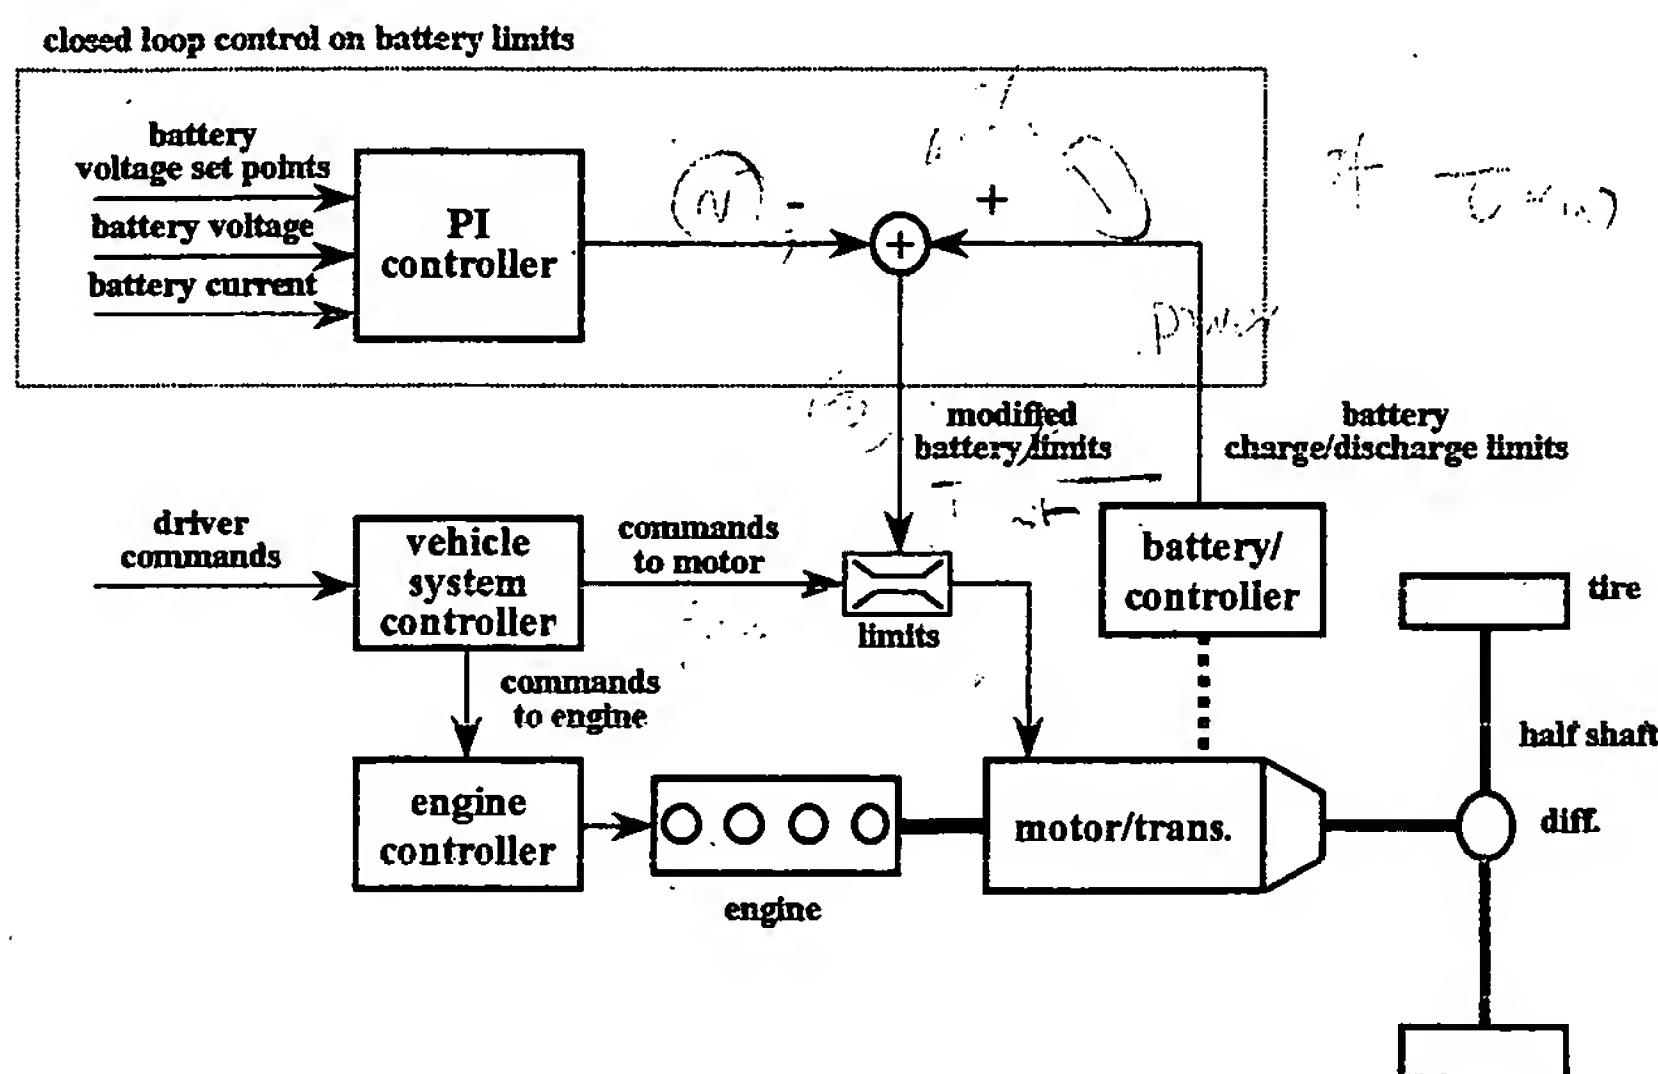 closed loop control on battery limits
battery
voltage set points
battery voltage
battery current
PI
controller
-
+
+
modified
battery limits
battery
charge/discharge limits
driver
commands
vehicle
system
controller
commands
to motor
limits
battery/
controller
tire
commands
to engine
half shaft
engine
controller
motor/trans.
diff.
engine